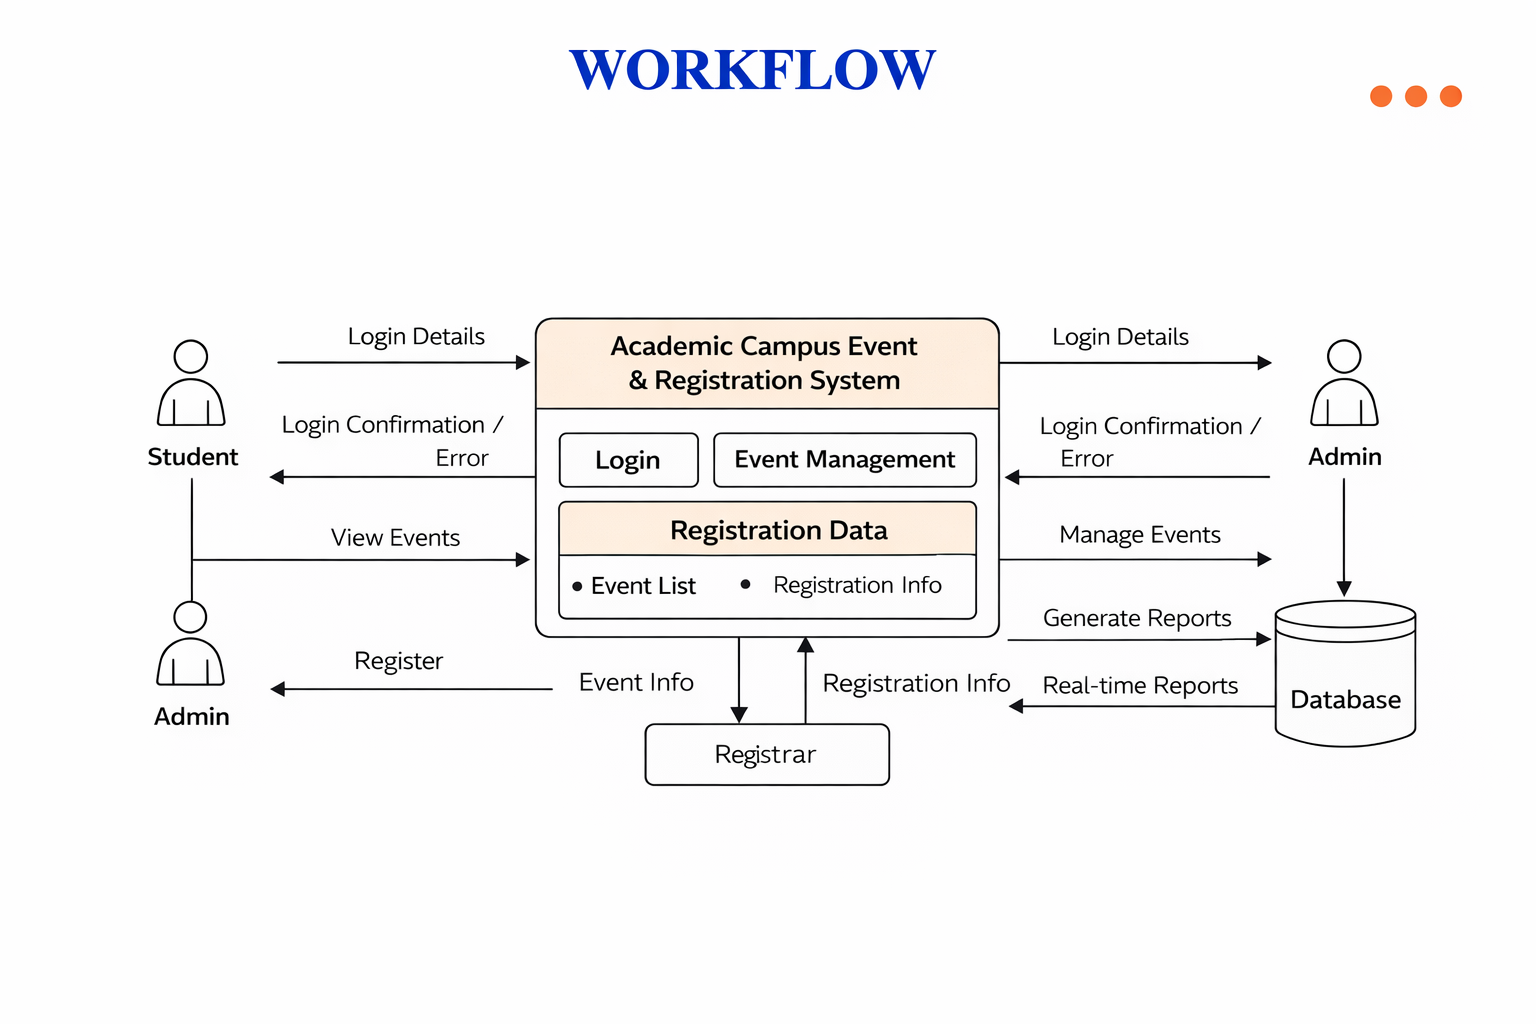 WORKFLOW
Login Details
Login Confirmation /
Error
Student
View Events
Admin
Register
Academic Campus Event
& Registration System
Login
Event Management
Registration Data
• Event List
• Registration Info
Event Info
Registration Info
Registrar
Login Details
Login Confirmation /
Error
Admin
Manage Events
Generate Reports
Real-time Reports
Database